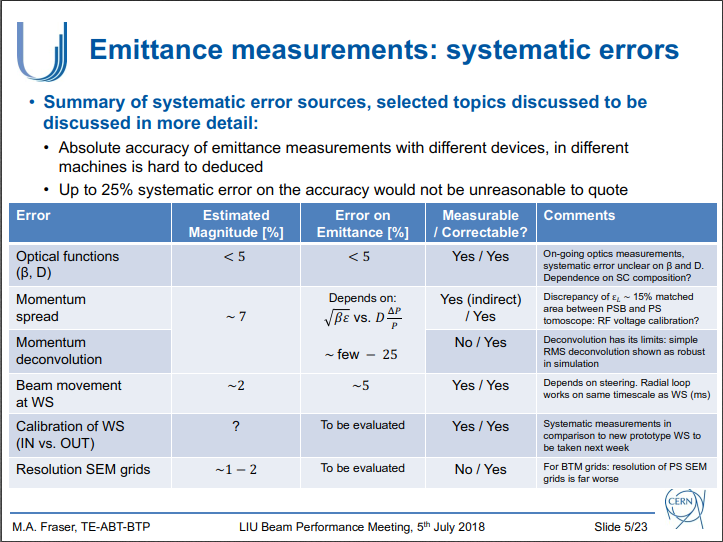 Emittance measurements: systematic errors
• Summary of systematic error sources, selected topics discussed to be
discussed in more detail:
• Absolute accuracy of emittance measurements with different devices, in different
machines is hard to deduced
• Up to 25% systematic error on the accuracy would not be unreasonable to quote
Error
Estimated
Magnitude [%]
Error on
Emittance [%]
Measurable
/ Correctable?
Comments
Optical functions
(β, D)
< 5
< 5
Yes / Yes
On-going optics measurements,
systematic error unclear on β and D.
Dependence on SC composition?
Momentum
spread
~ 7
Depends on:
√βε vs. D ΔP/P
~ few − 25
Yes (indirect)
/ Yes
Discrepancy of εL ~ 15% matched
area between PSB and PS
tomoscope: RF voltage calibration?
Momentum
deconvolution
No / Yes
Deconvolution has its limits: simple
RMS deconvolution shown as robust
in simulation
Beam movement
at WS
~2
~5
Yes / Yes
Depends on steering. Radial loop
works on same timescale as WS (ms)
Calibration of WS
(IN vs. OUT)
?
To be evaluated
Yes / Yes
Systematic measurements in
comparison to new prototype WS to
be taken next week
Resolution SEM grids
~1 − 2
To be evaluated
No / Yes
For BTM grids: resolution of PS SEM
grids is far worse
CERN
M.A. Fraser, TE-ABT-BTP
LIU Beam Performance Meeting, 5th July 2018
Slide 5/23